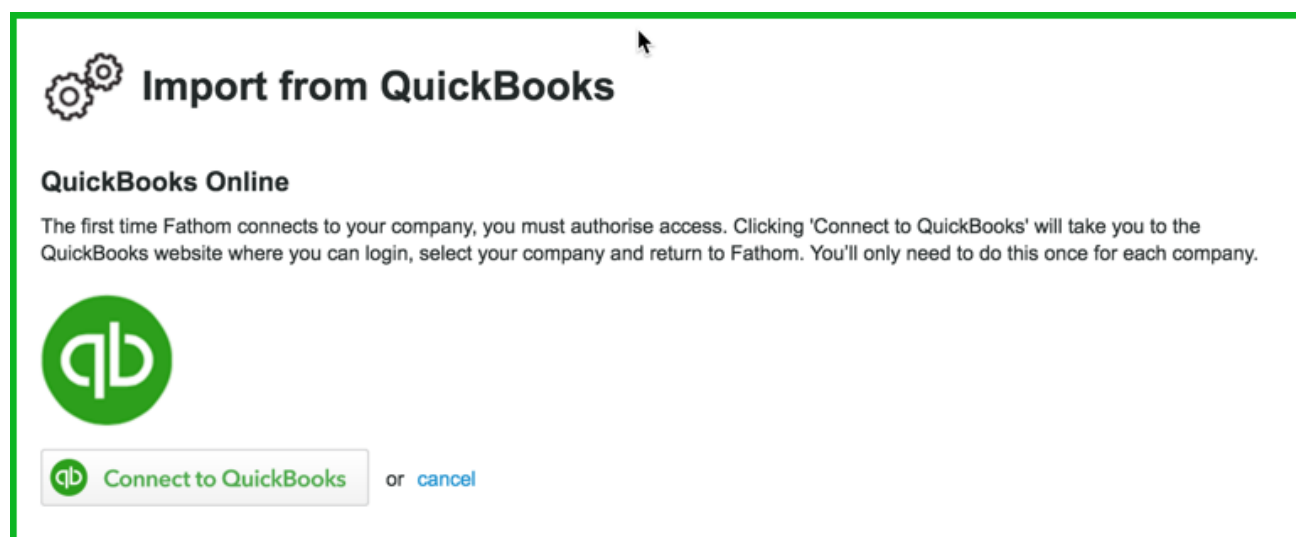 Import from QuickBooks
QuickBooks Online
The first time Fathom connects to your company, you must authorise access. Clicking 'Connect to QuickBooks' will take you to the
QuickBooks website where you can login, select your company and return to Fathom. You'll only need to do this once for each company.
qb
qb Connect to QuickBooks or cancel